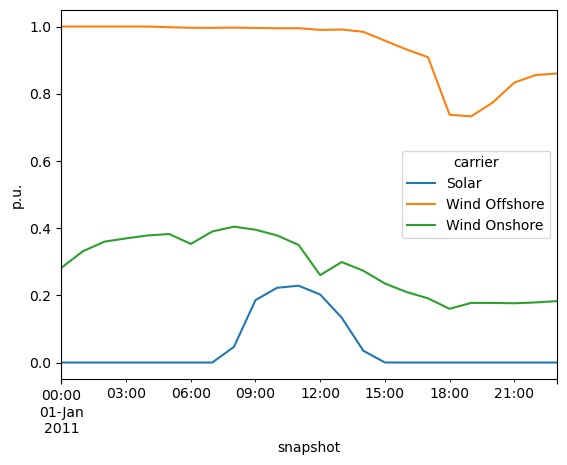 1.0
0.8
0.6
0.4
0.2
0.0
p.u.
carrier
Solar
Wind Offshore
Wind Onshore
00:00 03:00 06:00 09:00 12:00 15:00 18:00 21:00
01-Jan
2011
snapshot